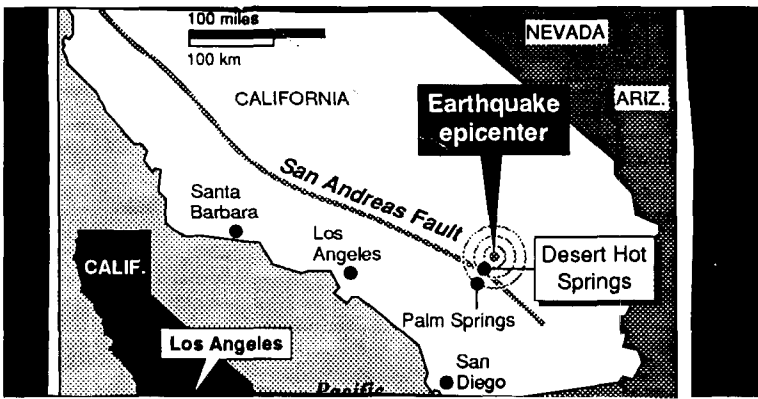 100 miles
100 km
NEVADA
CALIFORNIA
ARIZ.
Earthquake
epicenter
San Andreas Fault
Santa
Barbara
Los
Angeles
Desert Hot
Springs
CALIF.
Palm Springs
Los Angeles
San
Diego
Pacific